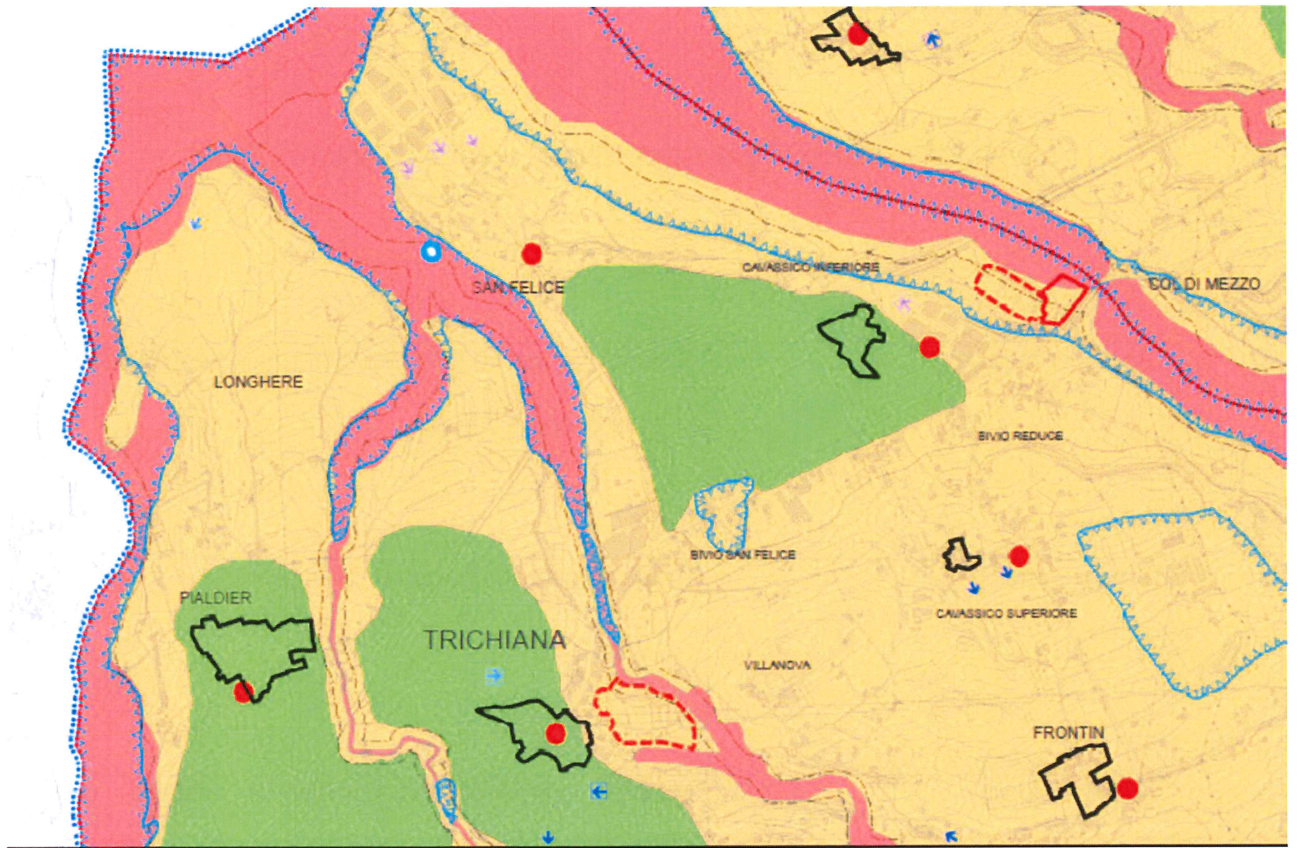 CAVASSICO INFERIORE
SAN FELICE
COL DI MEZZO
LONGHERE
BIVIO REDUCE
BIVIO SAN FELICE
PIALDIER
CAVASSICO SUPERIORE
TRICHIANA
VILLANOVA
FRONTIN